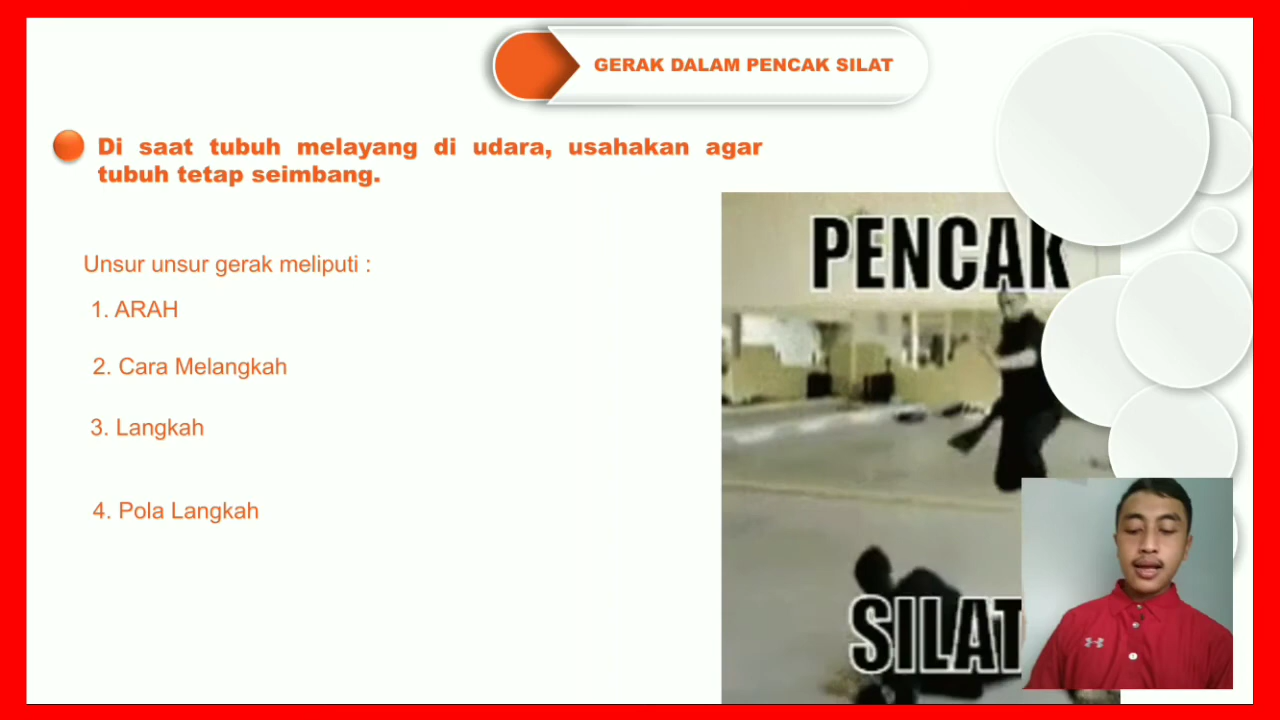 GERAK DALAM PENCAK SILAT
Di saat tubuh melayang di udara, usahakan agar
tubuh tetap seimbang.
Unsur unsur gerak meliputi :
1. ARAH
2. Cara Melangkah
3. Langkah
4. Pola Langkah
PENCAK
SILAT